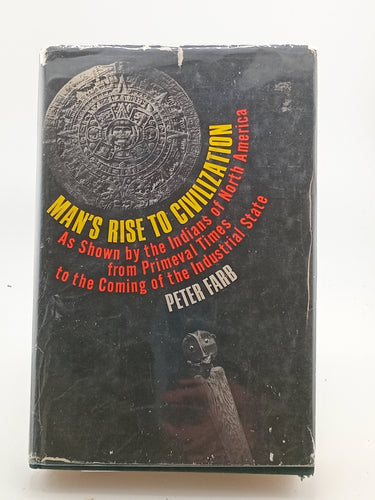 MAN'S RISE TO CIVILIZATION
As Shown by the Indians of North America
from Primeval Times
to the Coming of the Industrial State
PETER FARB